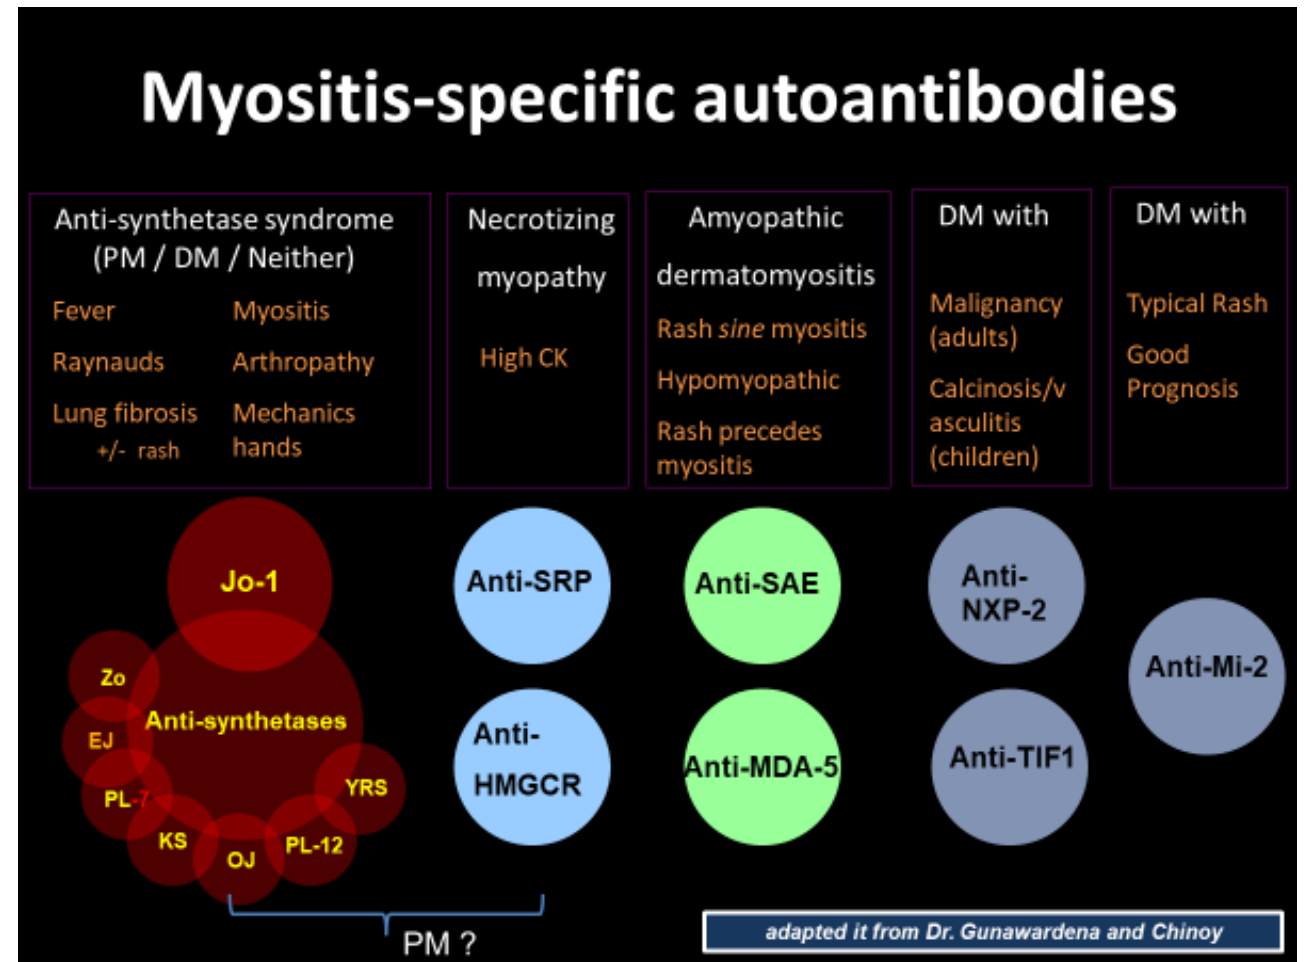 Myositis-specific autoantibodies
Anti-synthetase syndrome
(PM / DM / Neither)
Fever
Raynauds
Lung fibrosis
+/- rash
Myositis
Arthropathy
Mechanics
hands
Necrotizing
myopathy
High CK
Amyopathic
dermatomyositis
Rash sine myositis
Hypomyopathic
Rash precedes
myositis
DM with
Malignancy
(adults)
Calcinosis/v
asculitis
(children)
DM with
Typical Rash
Good
Prognosis
Jo-1
Anti-synthetases
Zo
EJ
PL-7
KS
OJ
PL-12
YRS
Anti-SRP
Anti-
HMGCR
Anti-SAE
Anti-MDA-5
Anti-
NXP-2
Anti-TIF1
Anti-Mi-2
PM ?
adapted it from Dr. Gunawardena and Chinoy